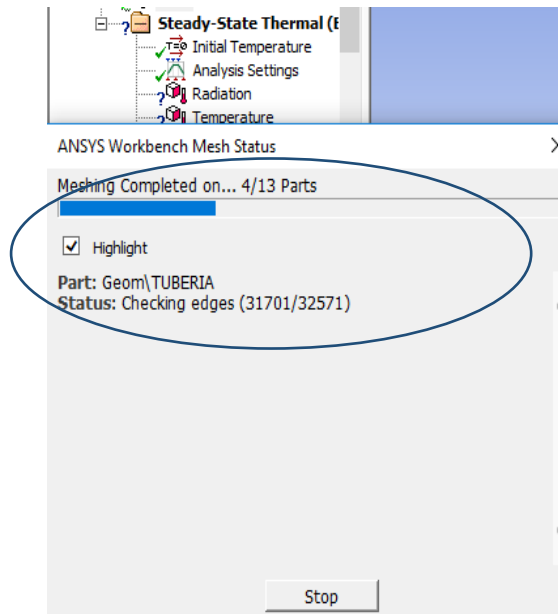 Steady-State Thermal (E
T=0 Initial Temperature
Analysis Settings
? Radiation
? Temperature
ANSYS Workbench Mesh Status
Meshing Completed on... 4/13 Parts
Highlight
Part: Geom\TUBERIA
Status: Checking edges (31701/32571)
Stop